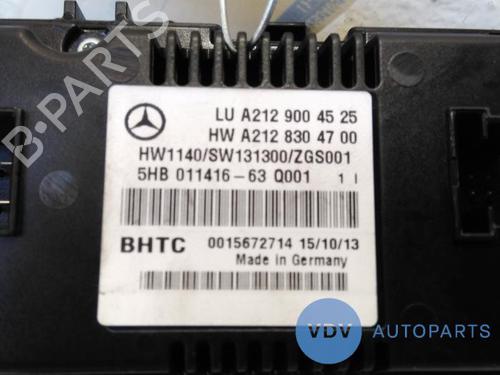 LU A212 900 45 25
HW A212 830 47 00
HW1140/SW131300/ZGS001
5HB 011416-63 Q001 1 I
BHTC 0015672714 15/10/13
Made in Germany
VDV AUTOPARTS
B-PARTS